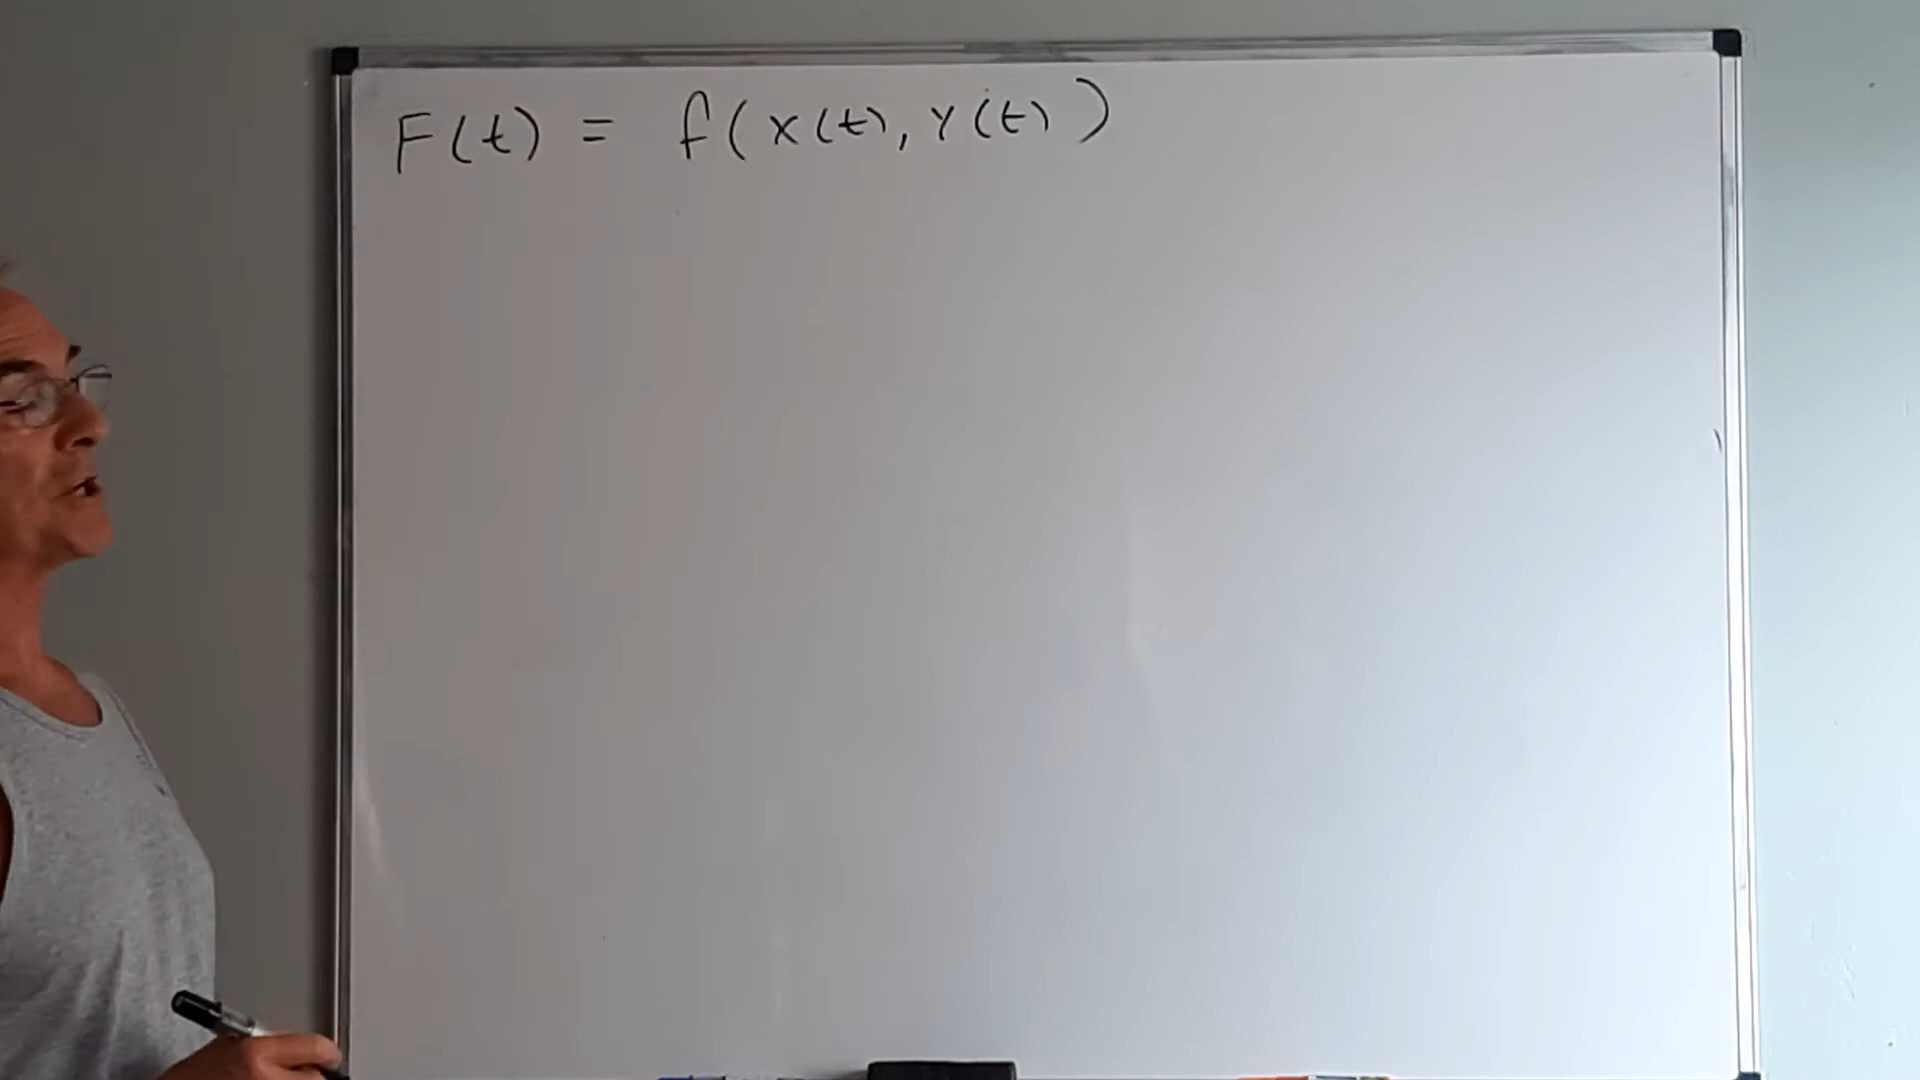 F(t) = f(x(t), y(t))